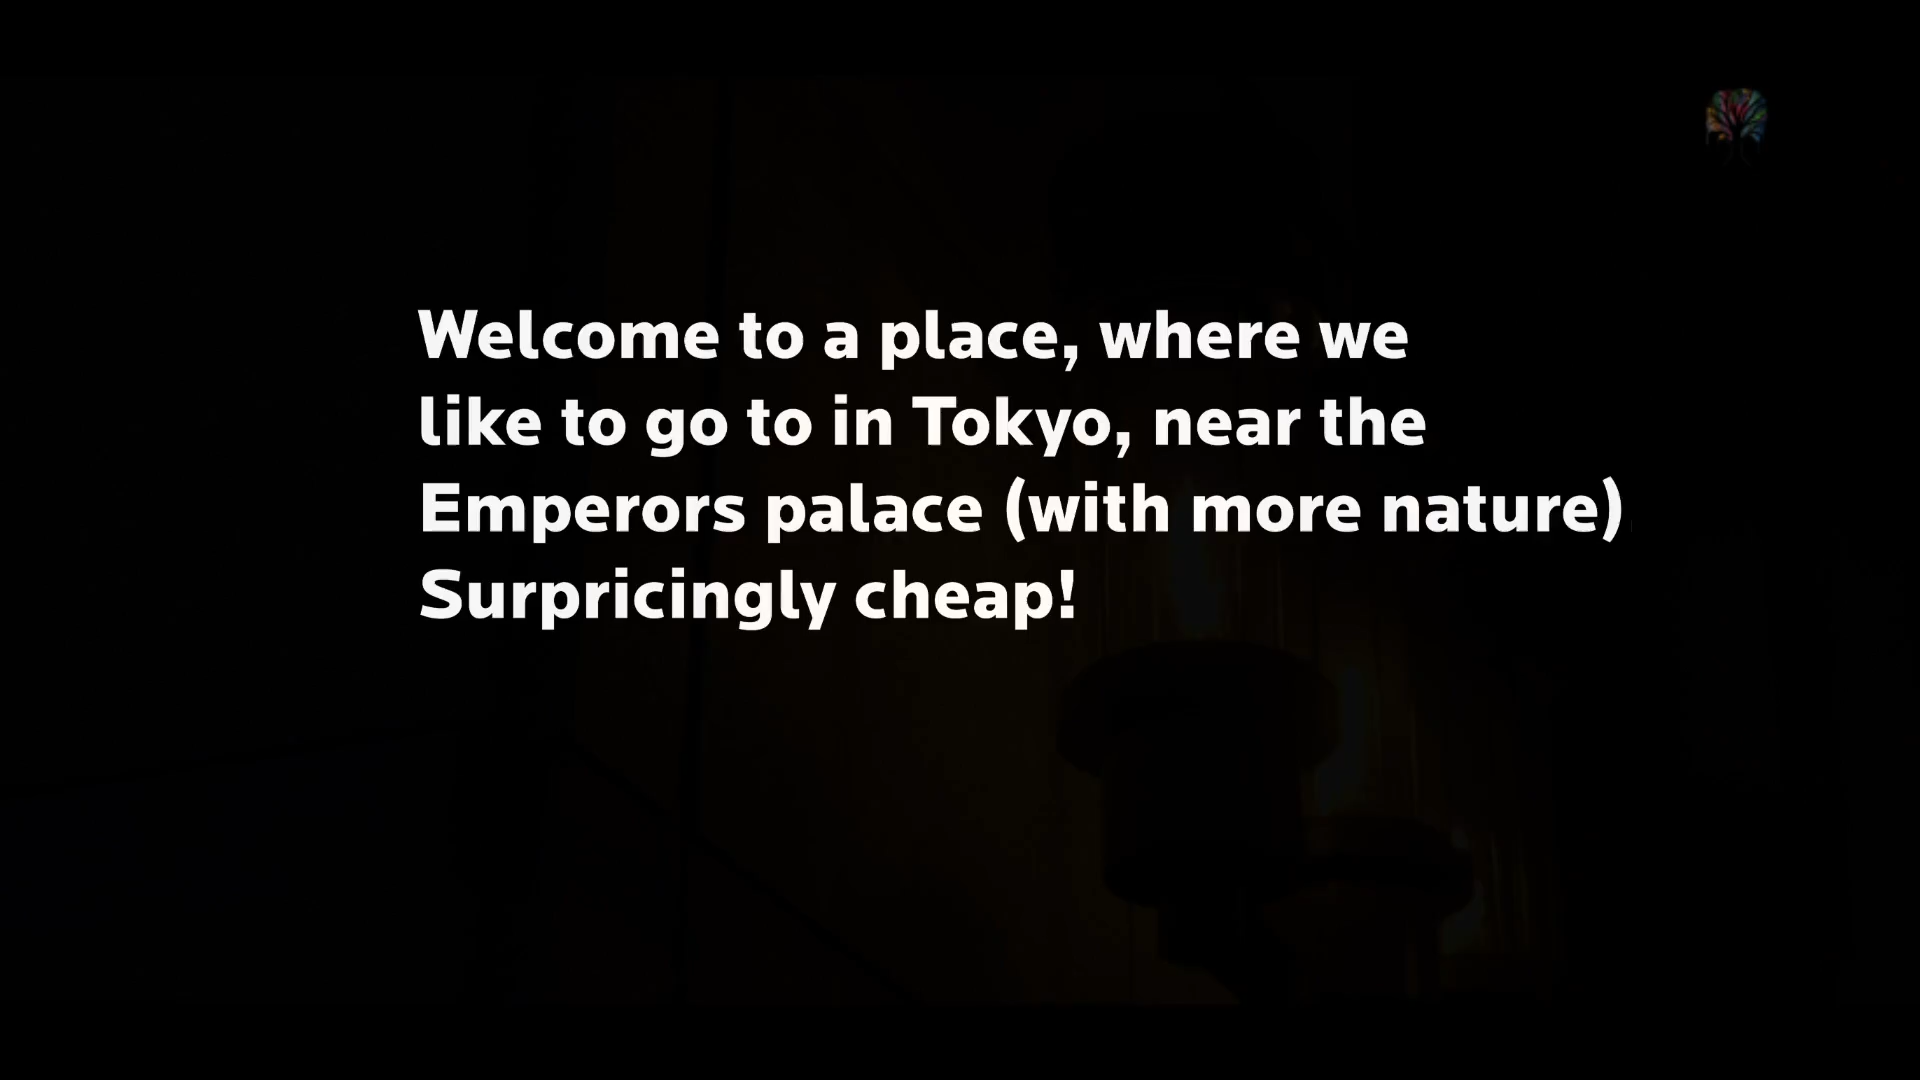 Welcome to a place, where we
like to go to in Tokyo, near the
Emperors palace (with more nature)
Surpricingly cheap!